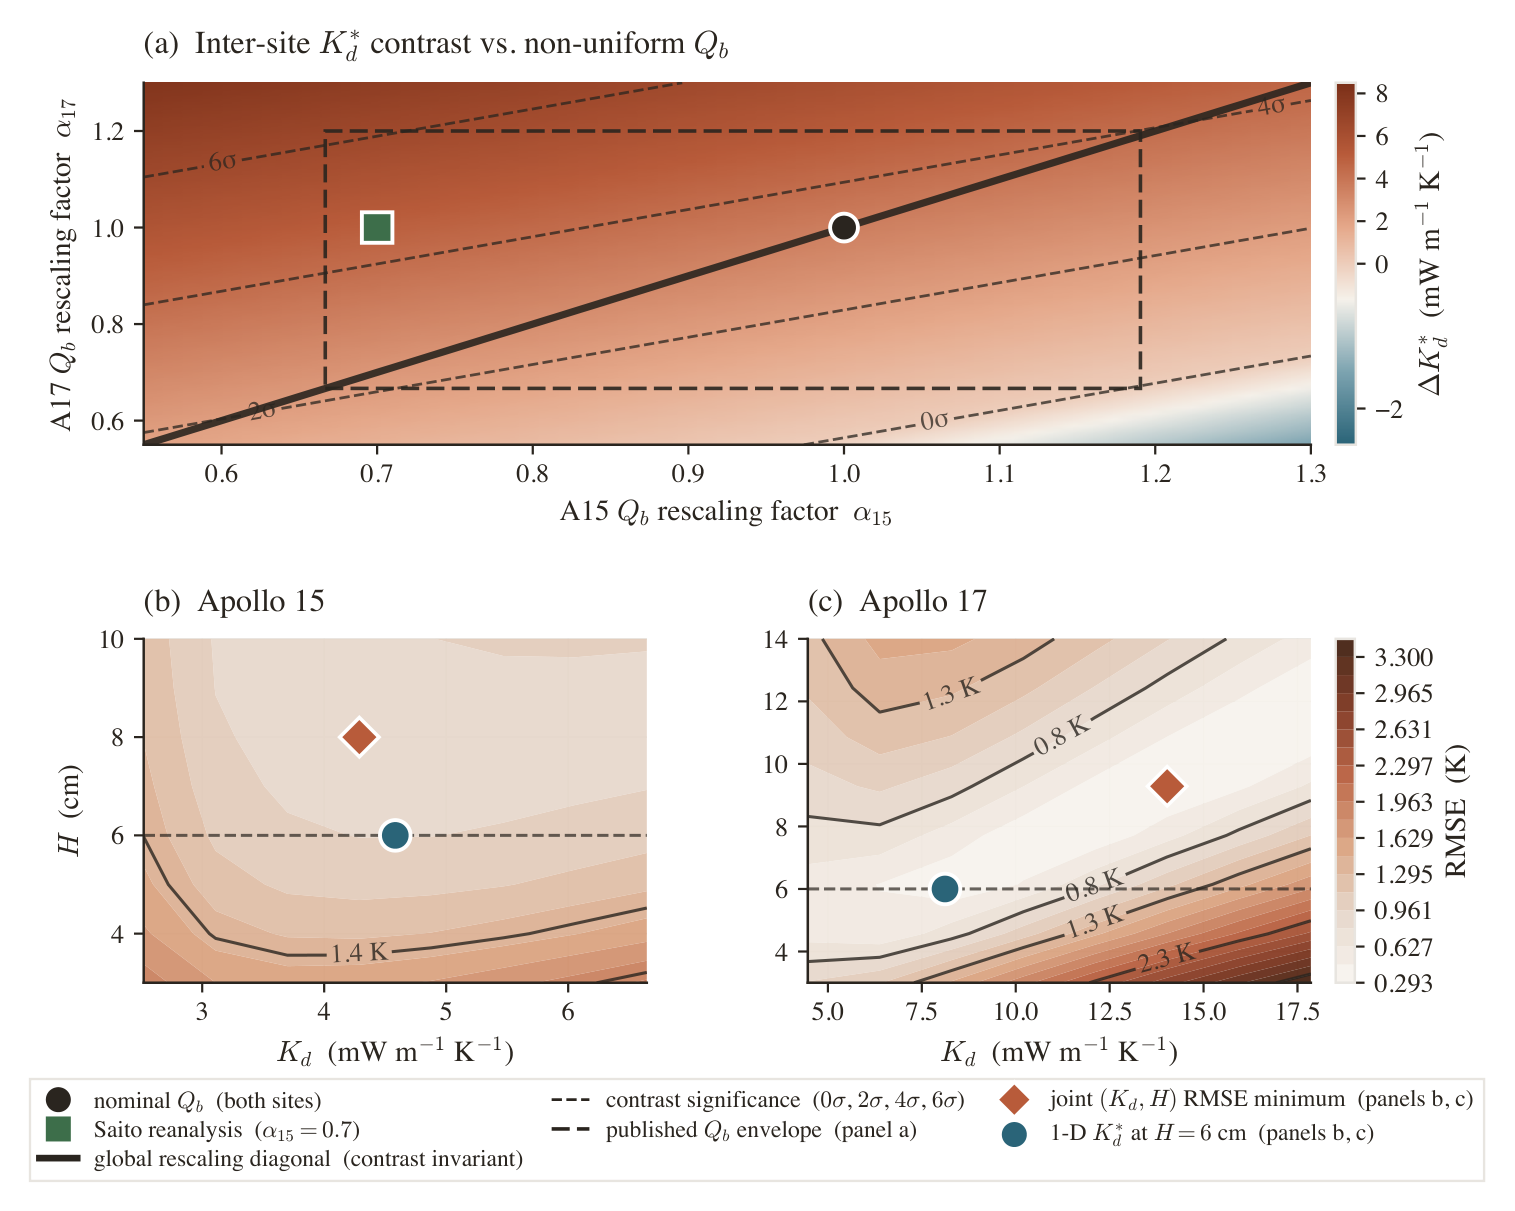 (a) Inter-site K_d^* contrast vs. non-uniform Q_b
A17 Q_b rescaling factor α₁₇
1.2
1.0
0.8
0.6
6σ
4σ
2σ
0σ
0.6 0.7 0.8 0.9 1.0 1.1 1.2 1.3
A15 Q_b rescaling factor α₁₅
8
6
4
2
0
−2
ΔK_d^* (mW m⁻¹ K⁻¹)
(b) Apollo 15
H (cm)
10
8
6
4
1.4 K
3 4 5 6
K_d (mW m⁻¹ K⁻¹)
(c) Apollo 17
14
12
10
8
6
4
1.3 K
0.8 K
0.8 K
1.3 K
2.3 K
5.0 7.5 10.0 12.5 15.0 17.5
K_d (mW m⁻¹ K⁻¹)
3.300
2.965
2.631
2.297
1.963
1.629
1.295
0.961
0.627
0.293
RMSE (K)
nominal Q_b (both sites)
Saito reanalysis (α₁₅ = 0.7)
global rescaling diagonal (contrast invariant)
contrast significance (0σ, 2σ, 4σ, 6σ)
published Q_b envelope (panel a)
joint (K_d, H) RMSE minimum (panels b, c)
1-D K_d^* at H = 6 cm (panels b, c)